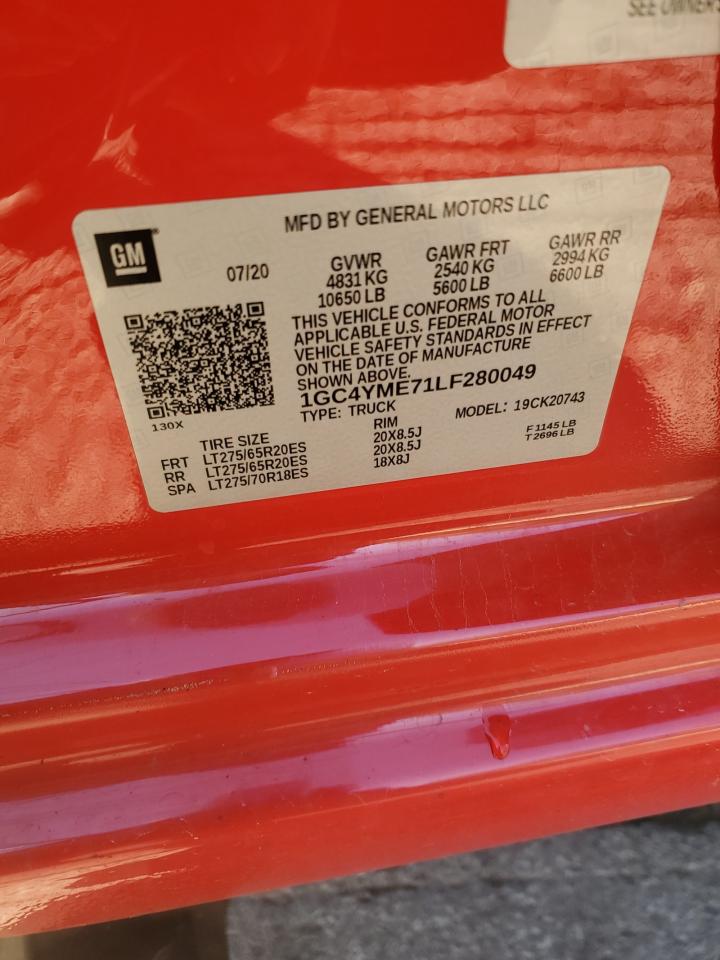 SEE OWNERS
MFD BY GENERAL MOTORS LLC
GM
07/20
GVWR
4831 KG
10650 LB
GAWR FRT
2540 KG
5600 LB
GAWR RR
2994 KG
6600 LB
THIS VEHICLE CONFORMS TO ALL
APPLICABLE U.S. FEDERAL MOTOR
VEHICLE SAFETY STANDARDS IN EFFECT
ON THE DATE OF MANUFACTURE
SHOWN ABOVE.
1GC4YME71LF280049
TYPE: TRUCK
MODEL: 19CK20743
130X
TIRE SIZE RIM
FRT LT275/65R20ES 20X8.5J
RR LT275/65R20ES 20X8.5J
SPA LT275/70R18ES 18X8J
F 1145 LB
T 2696 LB